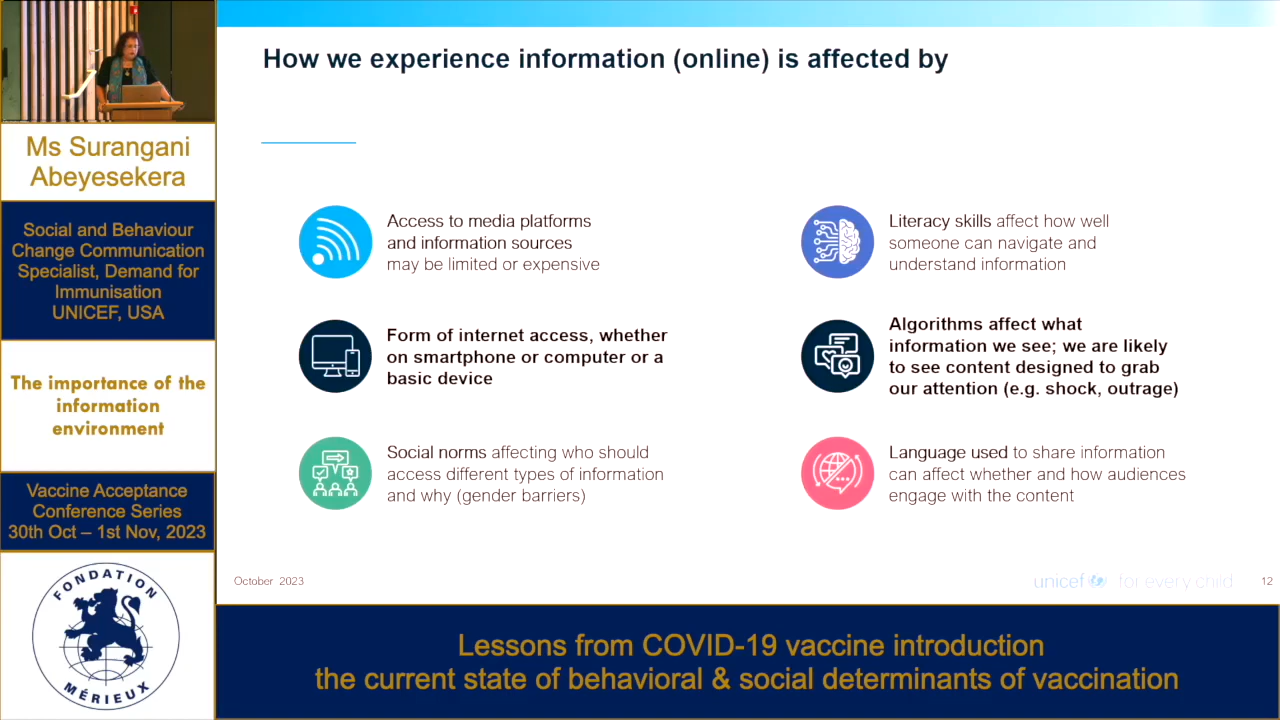 Ms Surangani
Abeyesekera
Social and Behaviour
Change Communication
Specialist, Demand for
Immunisation
UNICEF, USA
The importance of the
information
environment
Vaccine Acceptance
Conference Series
30th Oct – 1st Nov, 2023
FONDATION
MÉRIEUX
How we experience information (online) is affected by
Access to media platforms
and information sources
may be limited or expensive
Form of internet access, whether
on smartphone or computer or a
basic device
Social norms affecting who should
access different types of information
and why (gender barriers)
Literacy skills affect how well
someone can navigate and
understand information
Algorithms affect what
information we see; we are likely
to see content designed to grab
our attention (e.g. shock, outrage)
Language used to share information
can affect whether and how audiences
engage with the content
October 2023
unicef for every child
12
Lessons from COVID-19 vaccine introduction
the current state of behavioral & social determinants of vaccination